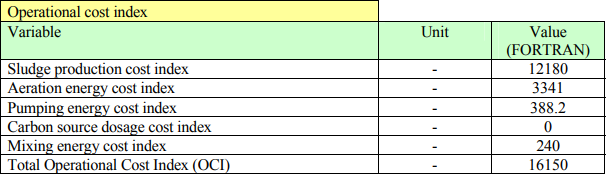 Operational cost index
Variable Unit Value (FORTRAN)
Sludge production cost index - 12180
Aeration energy cost index - 3341
Pumping energy cost index - 388.2
Carbon source dosage cost index - 0
Mixing energy cost index - 240
Total Operational Cost Index (OCI) - 16150